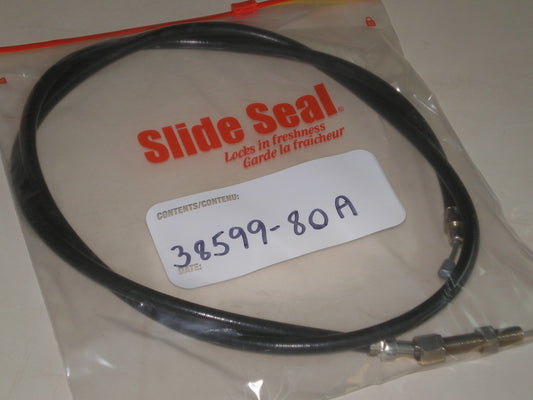 Slide Seal®
Locks in freshness
Garde la fraîcheur
CONTENTS/CONTENU:
38599-80A
DATE: